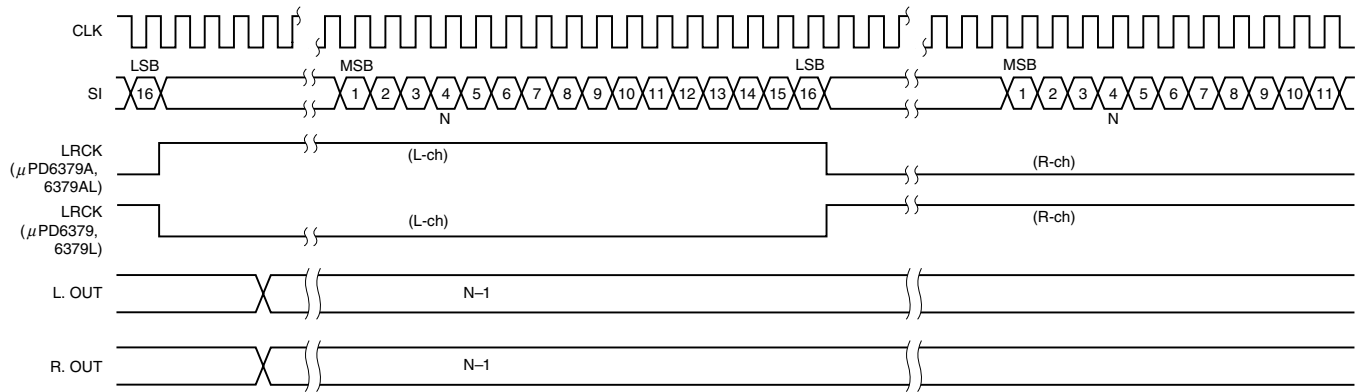 CLK
LSB MSB LSB MSB
SI 16 1 2 3 4 5 6 7 8 9 10 11 12 13 14 15 16 1 2 3 4 5 6 7 8 9 10 11
N N
LRCK
(μPD6379A,
6379AL)
(L-ch) (R-ch)
LRCK
(μPD6379,
6379L)
(L-ch) (R-ch)
L. OUT N–1
R. OUT N–1